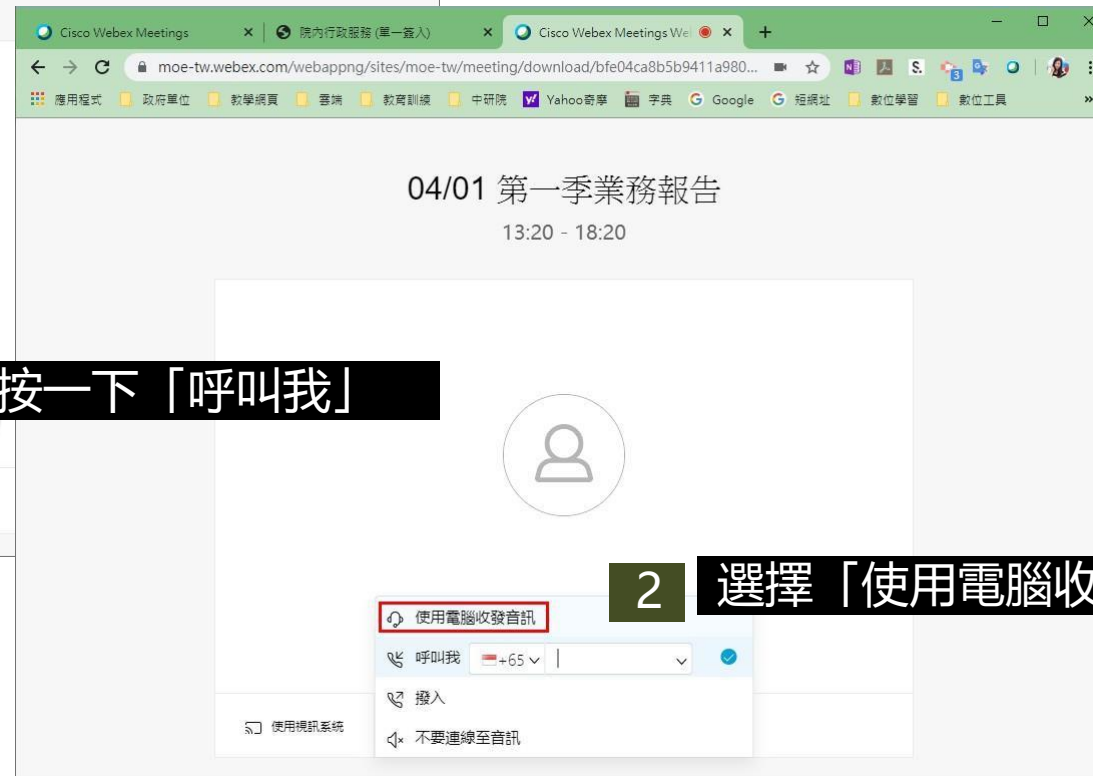 Cisco Webex Meetings
院內行政服務 (單一簽入)
Cisco Webex Meetings We
moe-tw.webex.com/webappng/sites/moe-tw/meeting/download/bfe04ca8b5b9411a980...
應用程式 政府單位 教學網頁 雲端 教育訓練 中研院 Yahoo奇摩 字典 Google 短網址 數位學習 數位工具 »
04/01 第一季業務報告
13:20 - 18:20
按一下「呼叫我」
2 選擇「使用電腦收
使用電腦收發音訊
呼叫我 +65
撥入
使用視訊系統
不要連線至音訊